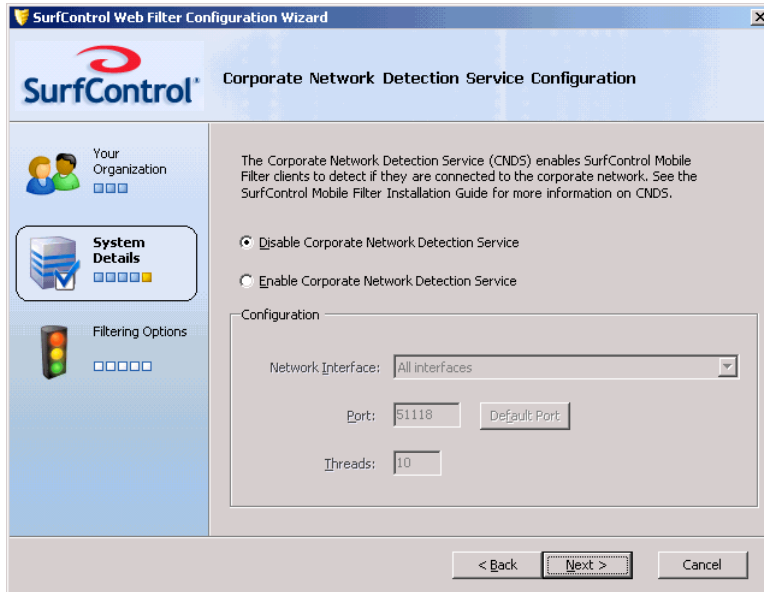 SurfControl Web Filter Configuration Wizard
SurfControl
Corporate Network Detection Service Configuration
Your
Organization
System
Details
Filtering Options
The Corporate Network Detection Service (CNDS) enables SurfControl Mobile
Filter clients to detect if they are connected to the corporate network. See the
SurfControl Mobile Filter Installation Guide for more information on CNDS.
Disable Corporate Network Detection Service
Enable Corporate Network Detection Service
Configuration
Network Interface: All interfaces
Port: 51118 Default Port
Threads: 10
< Back Next > Cancel